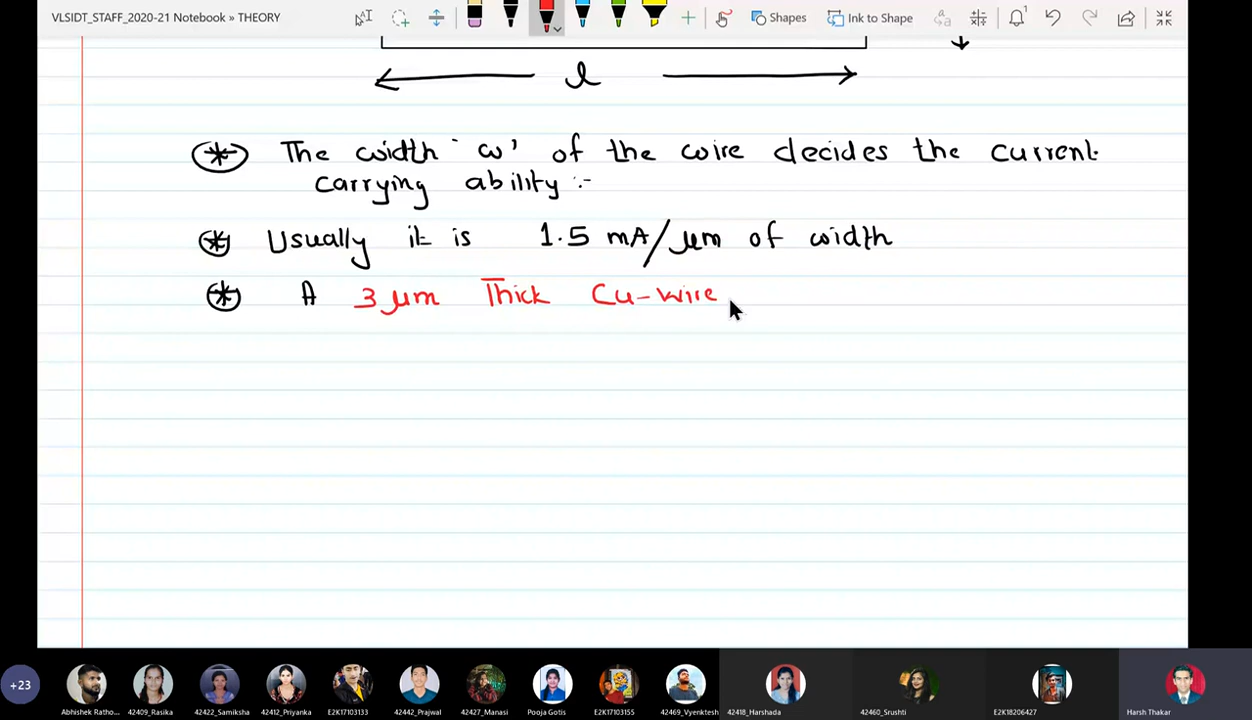 VLSIDT_STAFF_2020-21 Notebook » THEORY
Shapes
Ink to Shape
l
* The width 'w' of the wire decides the current
carrying ability :-
* Usually it is 1.5 mA/μm of width
* A 3 μm Thick Cu-wire
+23
Abhishek Ratho...
42409_Rasika
42422_Samiksha
42412_Priyanka
E2K17103133
42442_Prajwal
42427_Manasi
Pooja Gotis
E2K17103155
42469_Vyenktesh
42418_Harshada
42460_Srushti
E2K18206427
Harsh Thakar